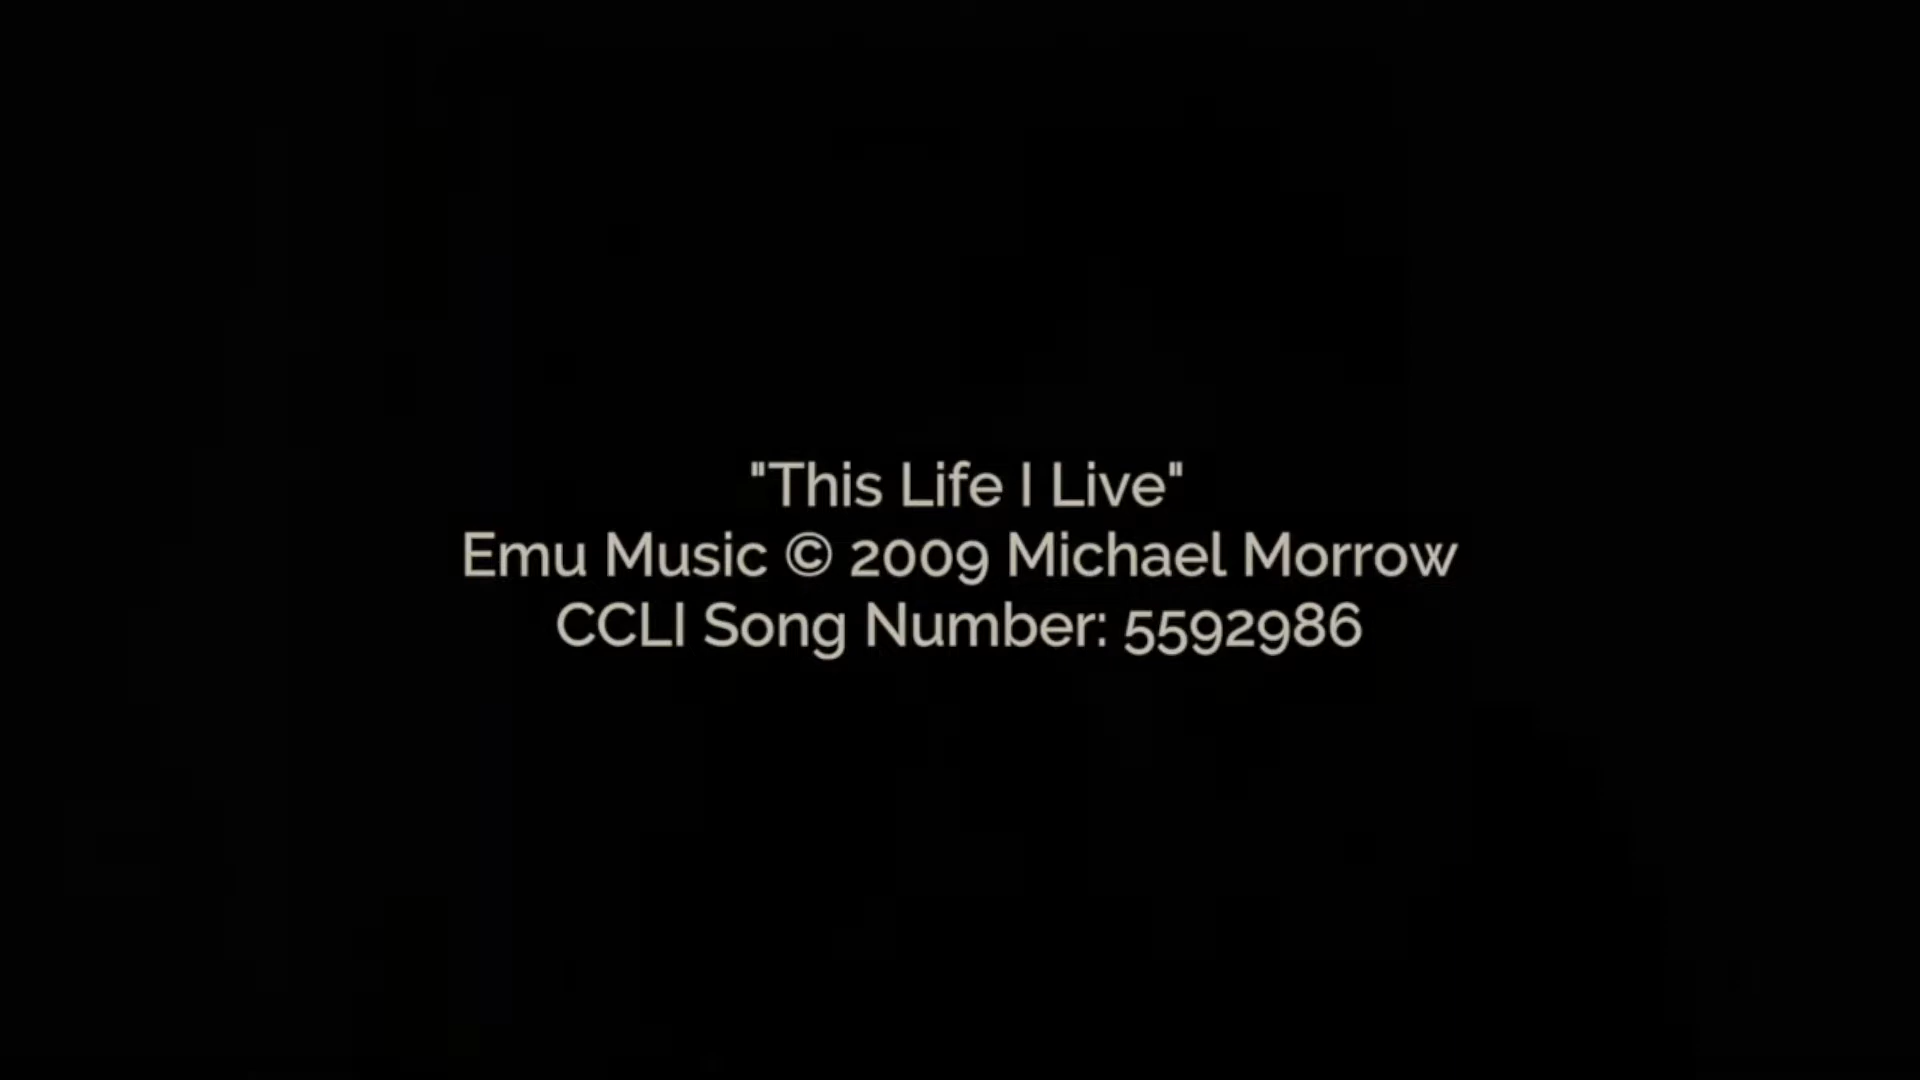 "This Life I Live"
Emu Music © 2009 Michael Morrow
CCLI Song Number: 5592986